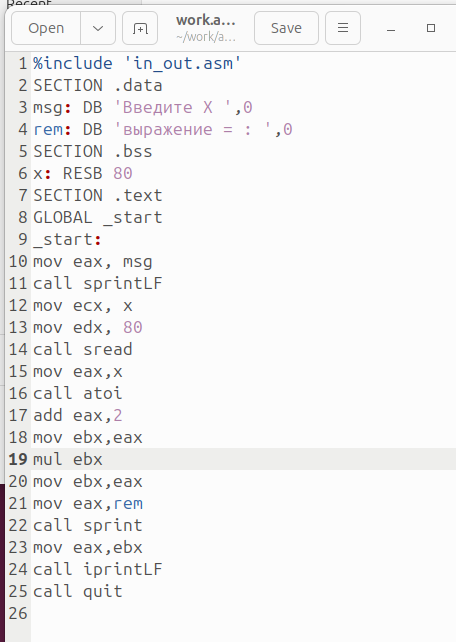 Recent
Open
work.a...
~/work/a...
Save
1 %include 'in_out.asm'
2 SECTION .data
3 msg: DB 'Введите X ',0
4 rem: DB 'выражение = : ',0
5 SECTION .bss
6 x: RESB 80
7 SECTION .text
8 GLOBAL _start
9 _start:
10 mov eax, msg
11 call sprintLF
12 mov ecx, x
13 mov edx, 80
14 call sread
15 mov eax,x
16 call atoi
17 add eax,2
18 mov ebx,eax
19 mul ebx
20 mov ebx,eax
21 mov eax,rem
22 call sprint
23 mov eax,ebx
24 call iprintLF
25 call quit
26